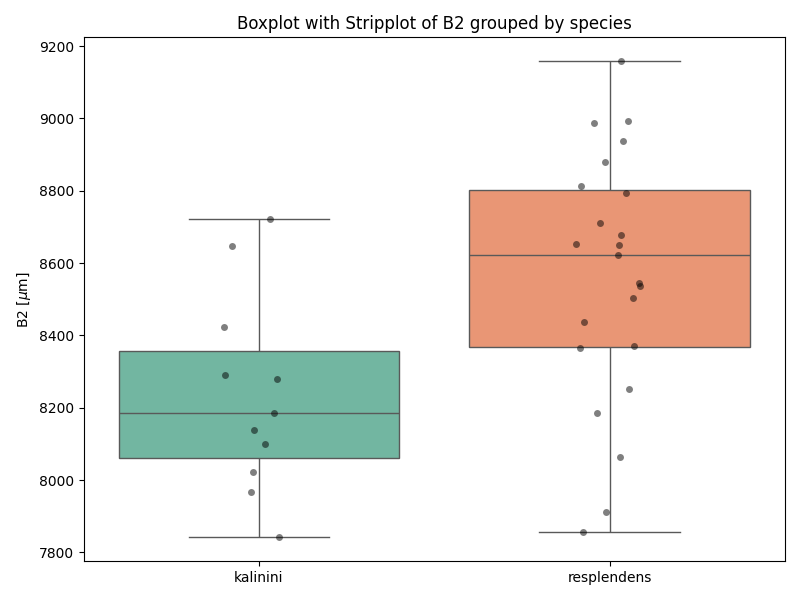 Boxplot with Stripplot of B2 grouped by species
B2 [μm]
9200
9000
8800
8600
8400
8200
8000
7800
kalinini
resplendens